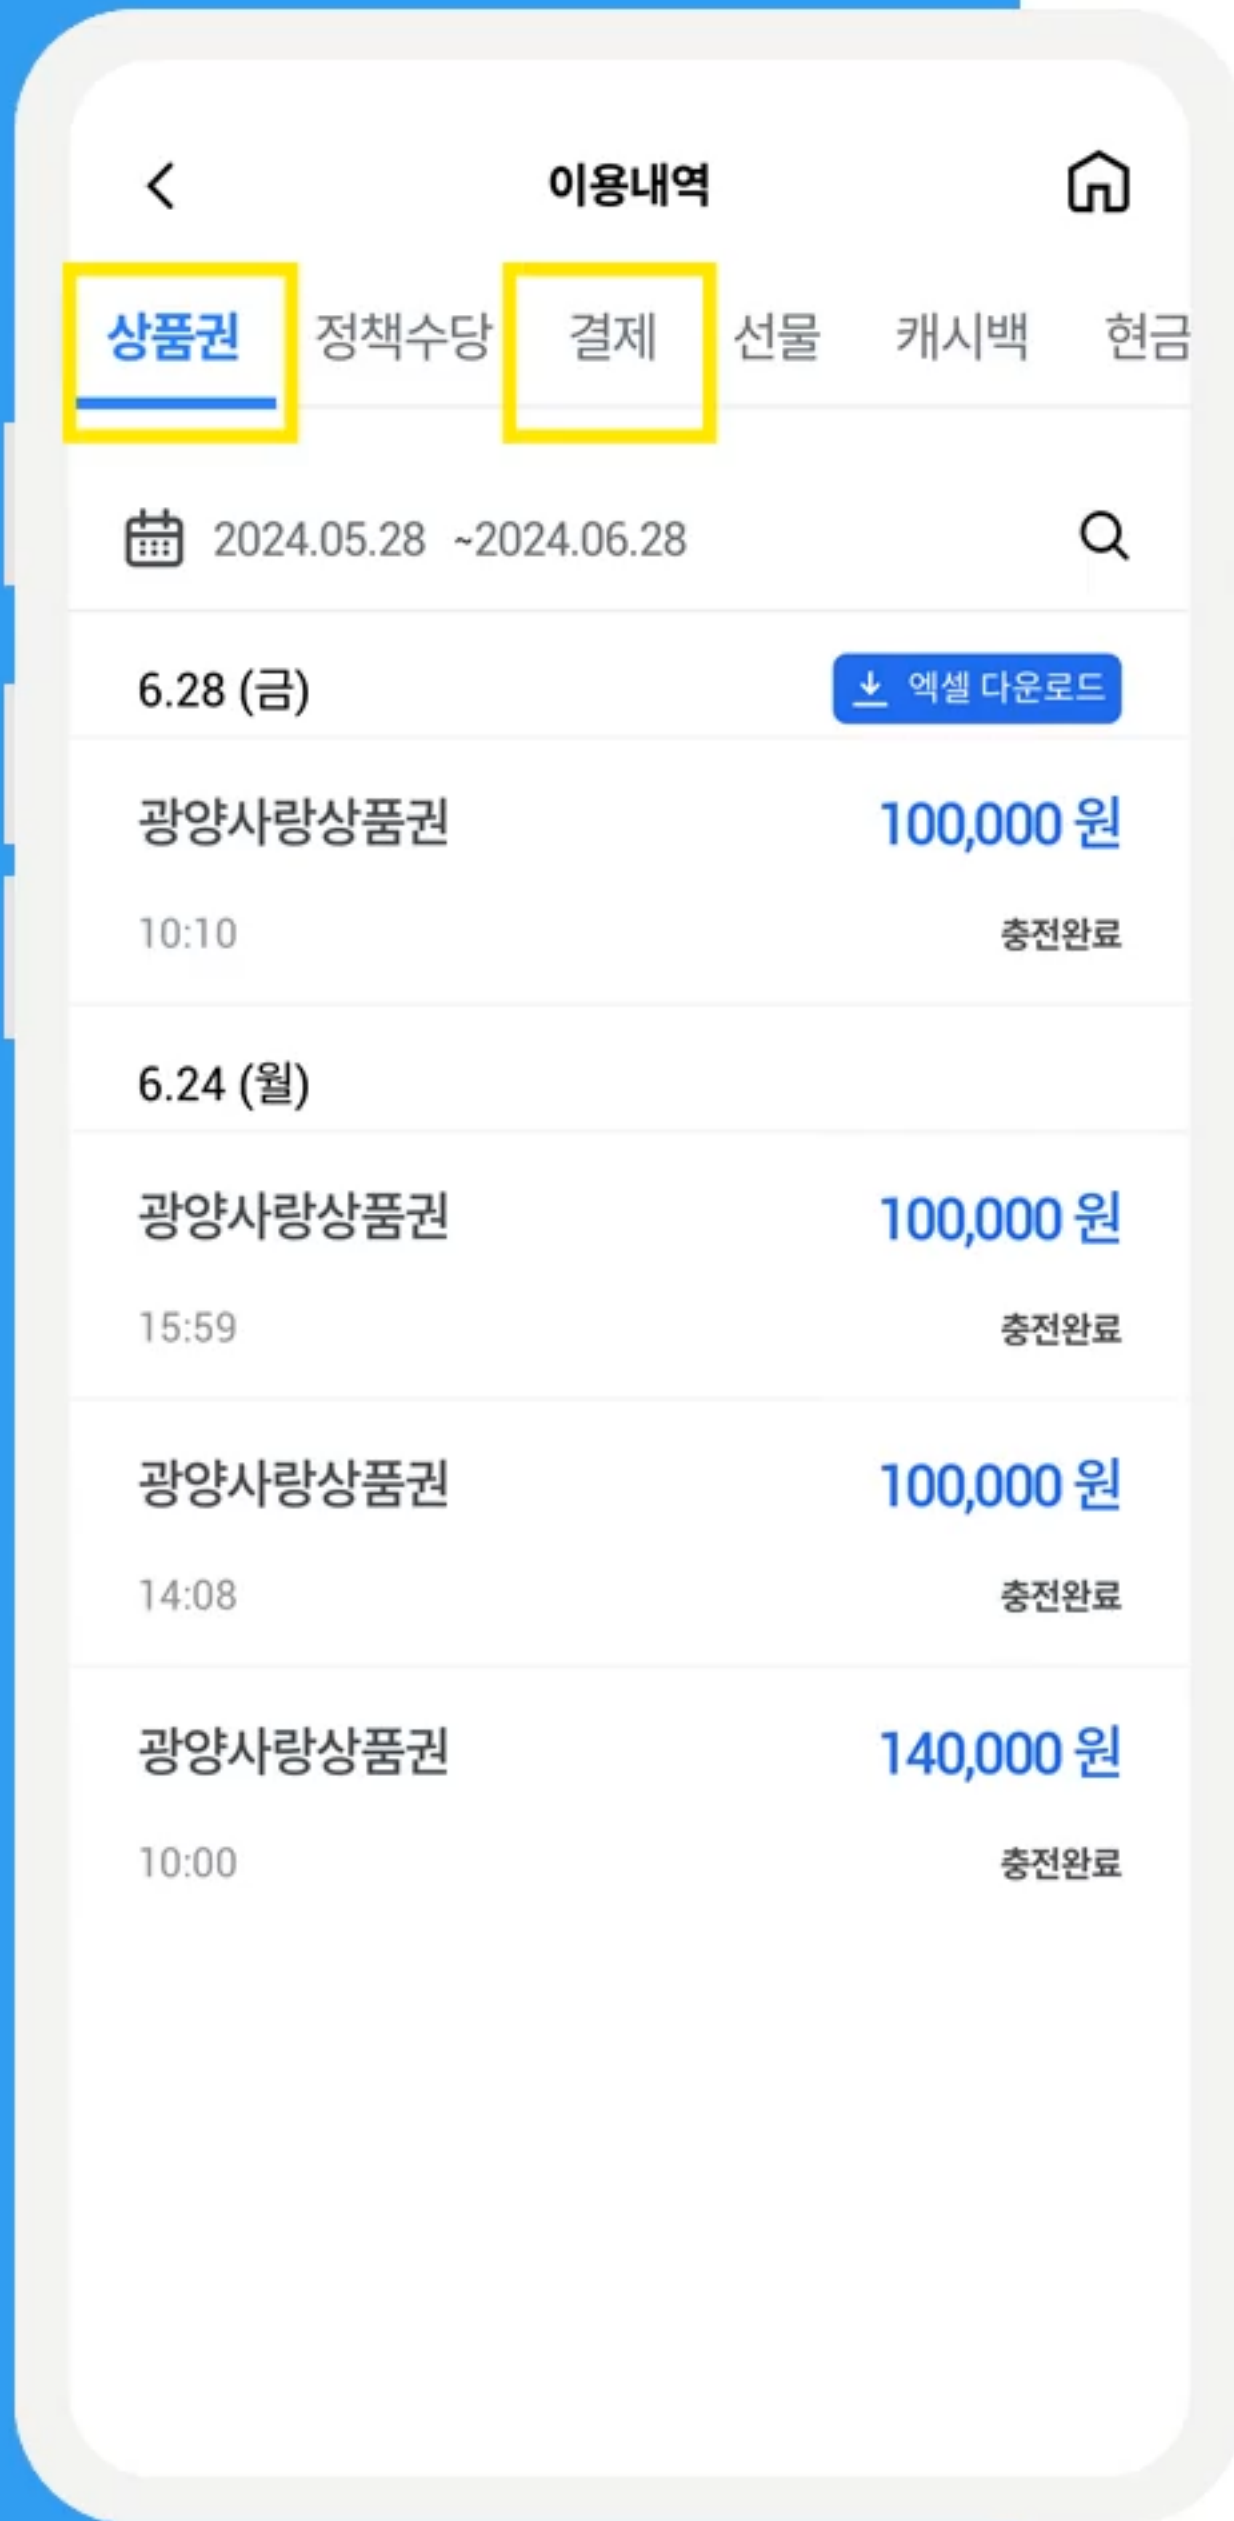 이용내역
상품권 정책수당 결제 선물 캐시백 현금
2024.05.28 ~2024.06.28
6.28 (금) 엑셀 다운로드
광양사랑상품권 100,000 원
10:10 충전완료
6.24 (월)
광양사랑상품권 100,000 원
15:59 충전완료
광양사랑상품권 100,000 원
14:08 충전완료
광양사랑상품권 140,000 원
10:00 충전완료